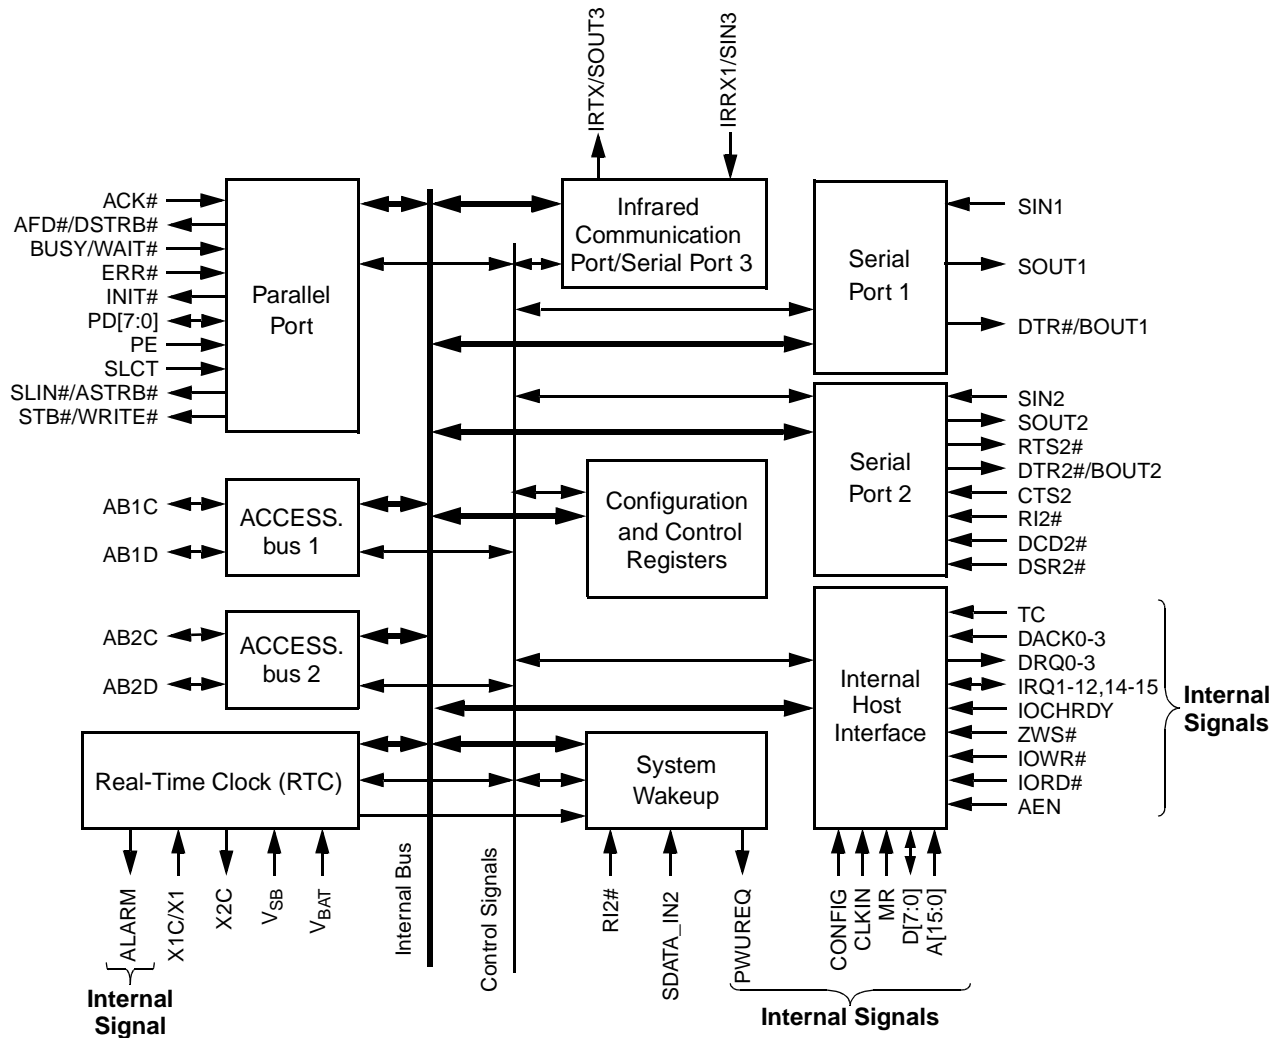 IRTX/SOUT3
IRRX1/SIN3
ACK#
AFD#/DSTRB#
BUSY/WAIT#
ERR#
INIT#
PD[7:0]
PE
SLCT
SLIN#/ASTRB#
STB#/WRITE#
Parallel
Port
Infrared
Communication
Port/Serial Port 3
Serial
Port 1
SIN1
SOUT1
DTR#/BOUT1
Serial
Port 2
SIN2
SOUT2
RTS2#
DTR2#/BOUT2
CTS2
RI2#
DCD2#
DSR2#
AB1C
AB1D
ACCESS.
bus 1
Configuration
and Control
Registers
AB2C
AB2D
ACCESS.
bus 2
Internal
Host
Interface
TC
DACK0-3
DRQ0-3
IRQ1-12,14-15
IOCHRDY
ZWS#
IOWR#
IORD#
AEN
Internal
Signals
Real-Time Clock (RTC)
System
Wakeup
ALARM
X1C/X1
X2C
VSB
VBAT
Internal Bus
Control Signals
RI2#
SDATA_IN2
PWUREQ
CONFIG
CLKIN
MR
D[7:0]
A[15:0]
Internal
Signal
Internal Signals